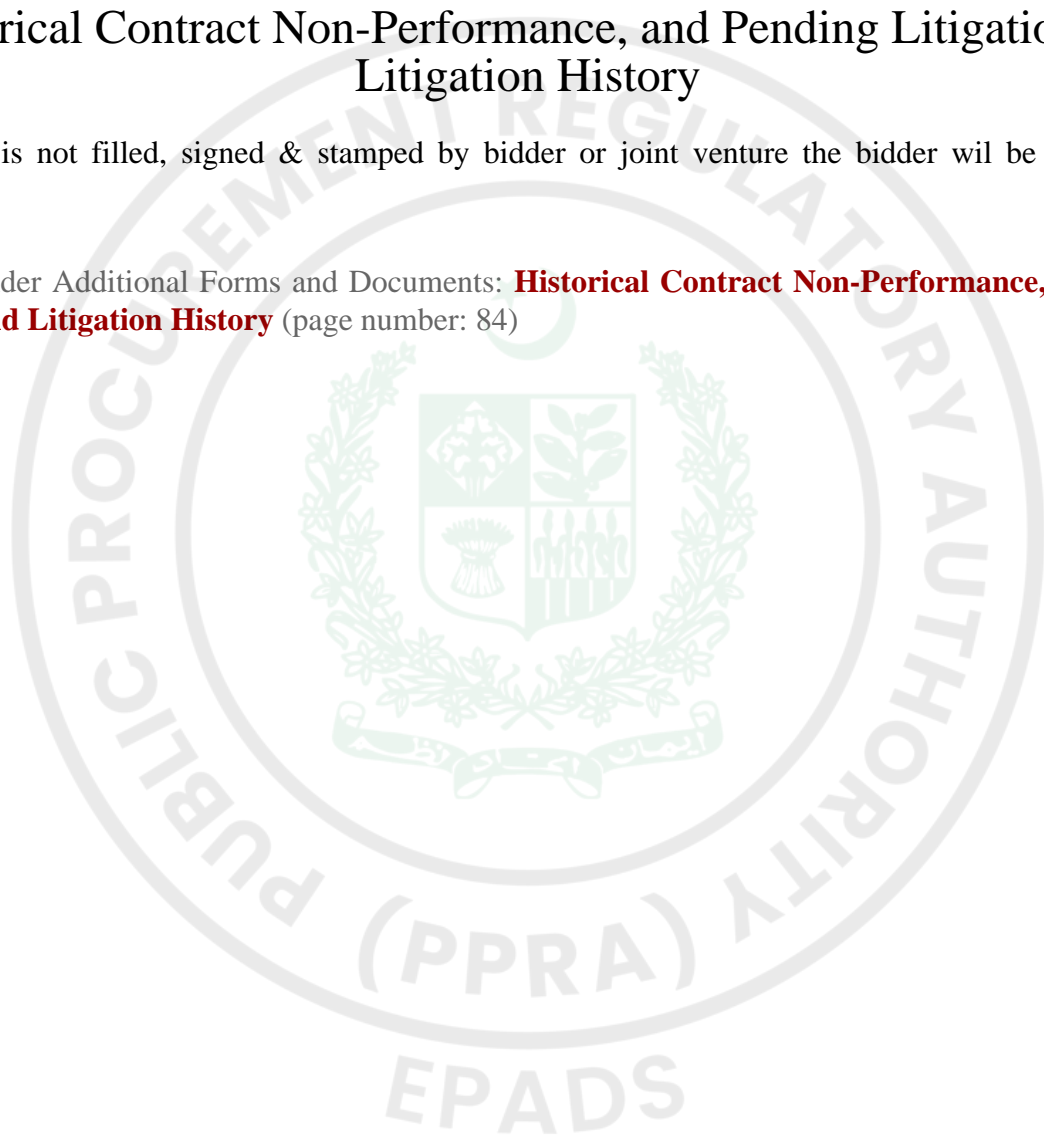 rical Contract Non-Performance, and Pending Litigatio
Litigation History
is not filled, signed & stamped by bidder or joint venture the bidder wil be
der Additional Forms and Documents: Historical Contract Non-Performance,
d Litigation History (page number: 84)
PUBLIC PROCUREMENT REGULATORY AUTHORITY
(PPRA)
EPADS